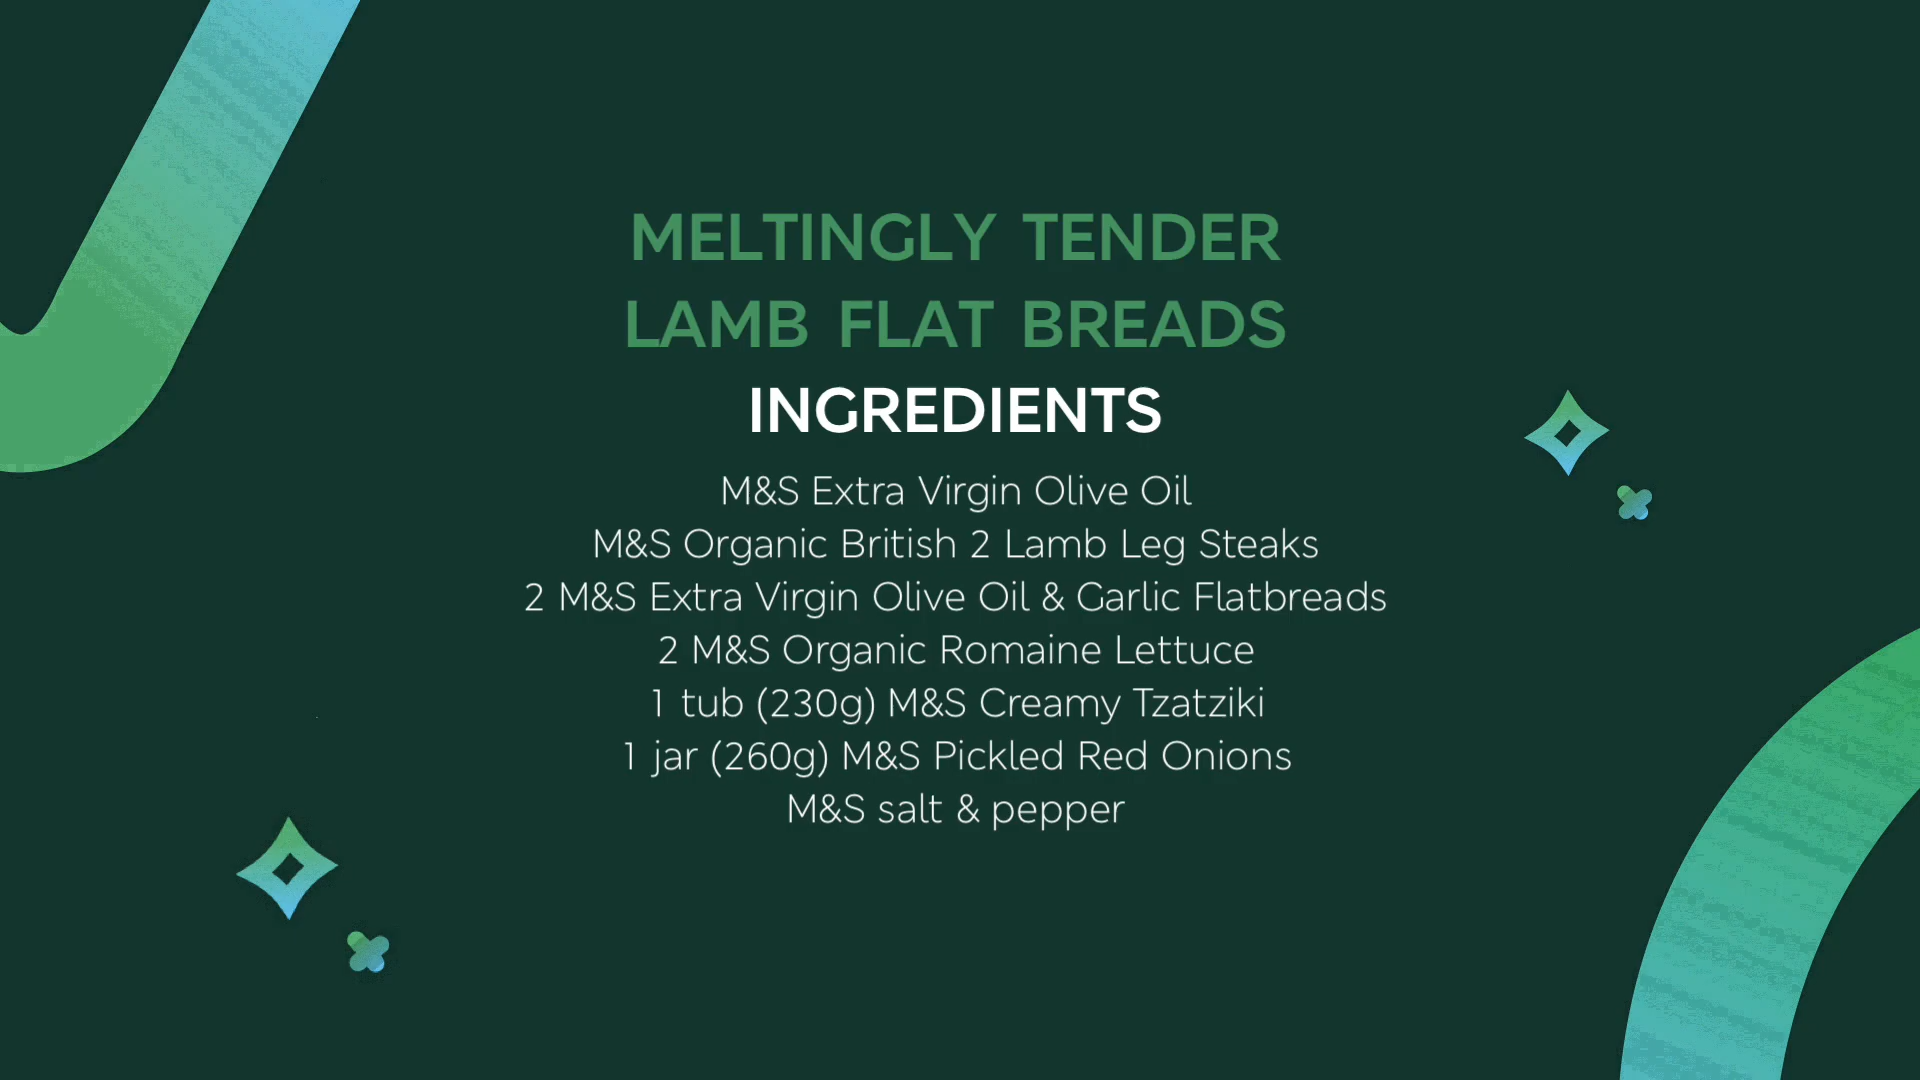 MELTINGLY TENDER
LAMB FLAT BREADS
INGREDIENTS
M&S Extra Virgin Olive Oil
M&S Organic British 2 Lamb Leg Steaks
2 M&S Extra Virgin Olive Oil & Garlic Flatbreads
2 M&S Organic Romaine Lettuce
1 tub (230g) M&S Creamy Tzatziki
1 jar (260g) M&S Pickled Red Onions
M&S salt & pepper